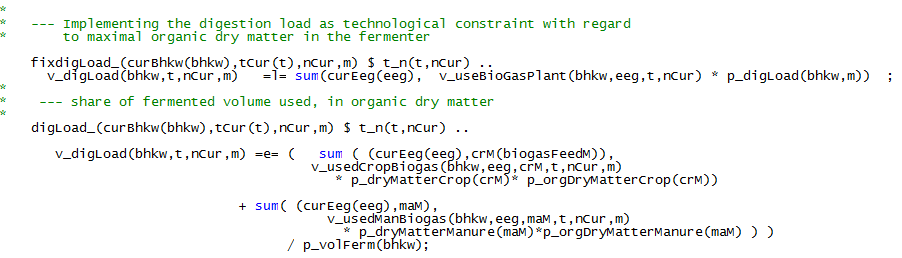 *
*   --- Implementing the digestion load as technological constraint with regard
*       to maximal organic dry matter in the fermenter
fixdigLoad_(curBhkw(bhkw),tCur(t),nCur,m) $ t_n(t,nCur) ..
v_digLoad(bhkw,t,nCur,m)   =l= sum(curEeg(eeg),  v_useBioGasPlant(bhkw,eeg,t,nCur) * p_digLoad(bhkw,m))  ;
*
*    --- share of fermented volume used, in organic dry matter
*
digLoad_(curBhkw(bhkw),tCur(t),nCur,m) $ t_n(t,nCur) ..
v_digLoad(bhkw,t,nCur,m) =e= (   sum ( (curEeg(eeg),crM(biogasFeedM)),
v_usedCropBiogas(bhkw,eeg,crM,t,nCur,m)
* p_dryMatterCrop(crM)* p_orgDryMatterCrop(crM))
+ sum( (curEeg(eeg),maM),
v_usedManBiogas(bhkw,eeg,maM,t,nCur,m)
* p_dryMatterManure(maM)*p_orgDryMatterManure(maM) ) )
/ p_volFerm(bhkw);